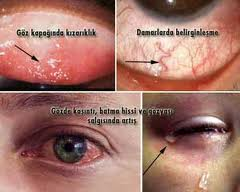 Göz kapağında kızarıklık
Damarlarda belirginleşme
Gözde kaşıntı, batma hissi ve gözyaşı
salgısında artış